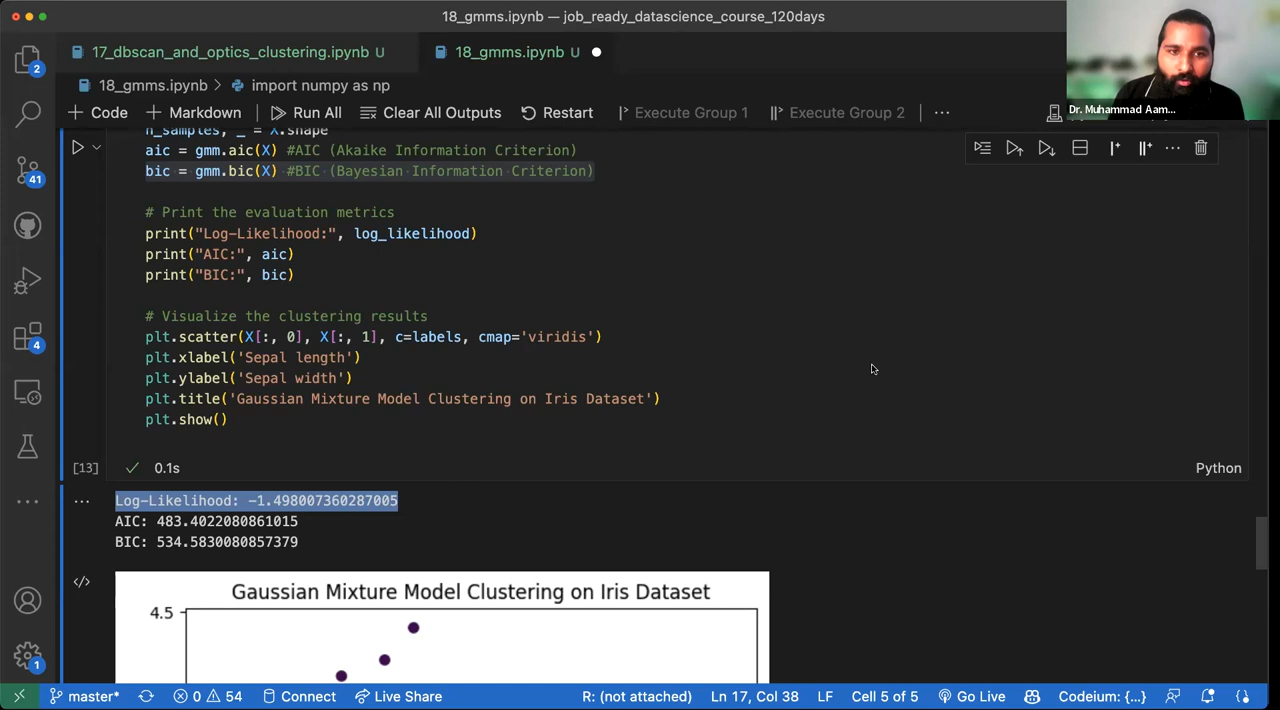 18_gmms.ipynb — job_ready_datascience_course_120days
17_dbscan_and_optics_clustering.ipynb U
18_gmms.ipynb U
Dr. Muhammad Aam...
18_gmms.ipynb > import numpy as np
+ Code + Markdown Run All Clear All Outputs Restart Execute Group 1 Execute Group 2 ...
n_samples, _ = X.shape
aic = gmm.aic(X) #AIC (Akaike Information Criterion)
bic = gmm.bic(X) #BIC (Bayesian Information Criterion)
# Print the evaluation metrics
print("Log-Likelihood:", log_likelihood)
print("AIC:", aic)
print("BIC:", bic)
# Visualize the clustering results
plt.scatter(X[:, 0], X[:, 1], c=labels, cmap='viridis')
plt.xlabel('Sepal length')
plt.ylabel('Sepal width')
plt.title('Gaussian Mixture Model Clustering on Iris Dataset')
plt.show()
[13] 0.1s Python
Log-Likelihood: -1.498007360287005
AIC: 483.4022080861015
BIC: 534.5830080857379
Gaussian Mixture Model Clustering on Iris Dataset
4.5
2
41
4
1
master* 0 54 Connect Live Share R: (not attached) Ln 17, Col 38 LF Cell 5 of 5 Go Live Codeium: {...}